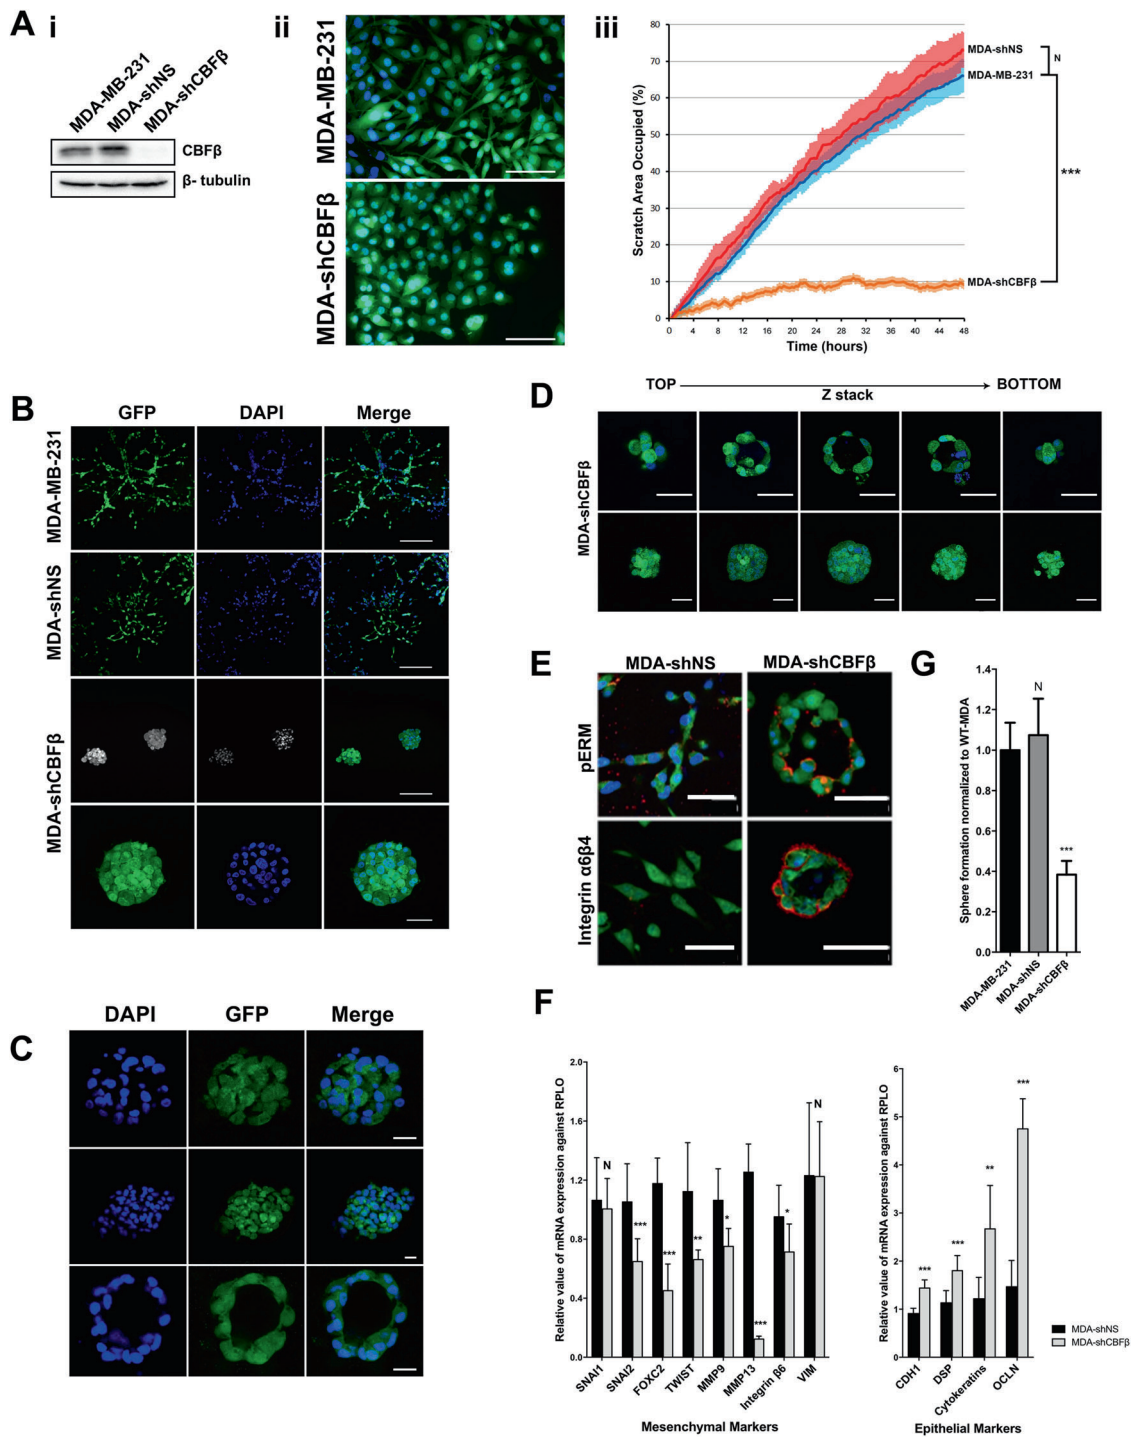 A
i
MDA-MB-231
MDA-shNS
MDA-shCBFβ
CBFβ
β- tubulin
ii
MDA-MB-231
MDA-shCBFβ
iii
Scratch Area Occupied (%)
80
70
60
50
40
30
20
10
0
0 4 8 12 16 20 24 28 32 36 40 44 48
Time (hours)
MDA-shNS
MDA-MB-231
MDA-shCBFβ
N
***
B
GFP DAPI Merge
MDA-MB-231
MDA-shNS
MDA-shCBFβ
C
DAPI GFP Merge
D
TOP
Z stack
BOTTOM
MDA-shCBFβ
E
MDA-shNS MDA-shCBFβ
pERM
Integrin α6β4
G
Sphere formation normalized to WT-MDA
1.4
1.2
1.0
0.8
0.6
0.4
0.2
0.0
N
***
MDA-MB-231
MDA-shNS
MDA-shCBFβ
F
Relative value of mRNA expression against RPLO
2.0
1.6
1.2
0.8
0.4
0.0
N
***
***
**
*
***
*
N
SNAI1
SNAI2
FOXC2
TWIST
MMP9
MMP13
Integrin β6
VIM
Mesenchymal Markers
Relative value of mRNA expression against RPLO
6
5
4
3
2
1
0
***
***
**
***
CDH1
DSP
Cytokeratins
OCLN
Epithelial Markers
MDA-shNS
MDA-shCBFβ